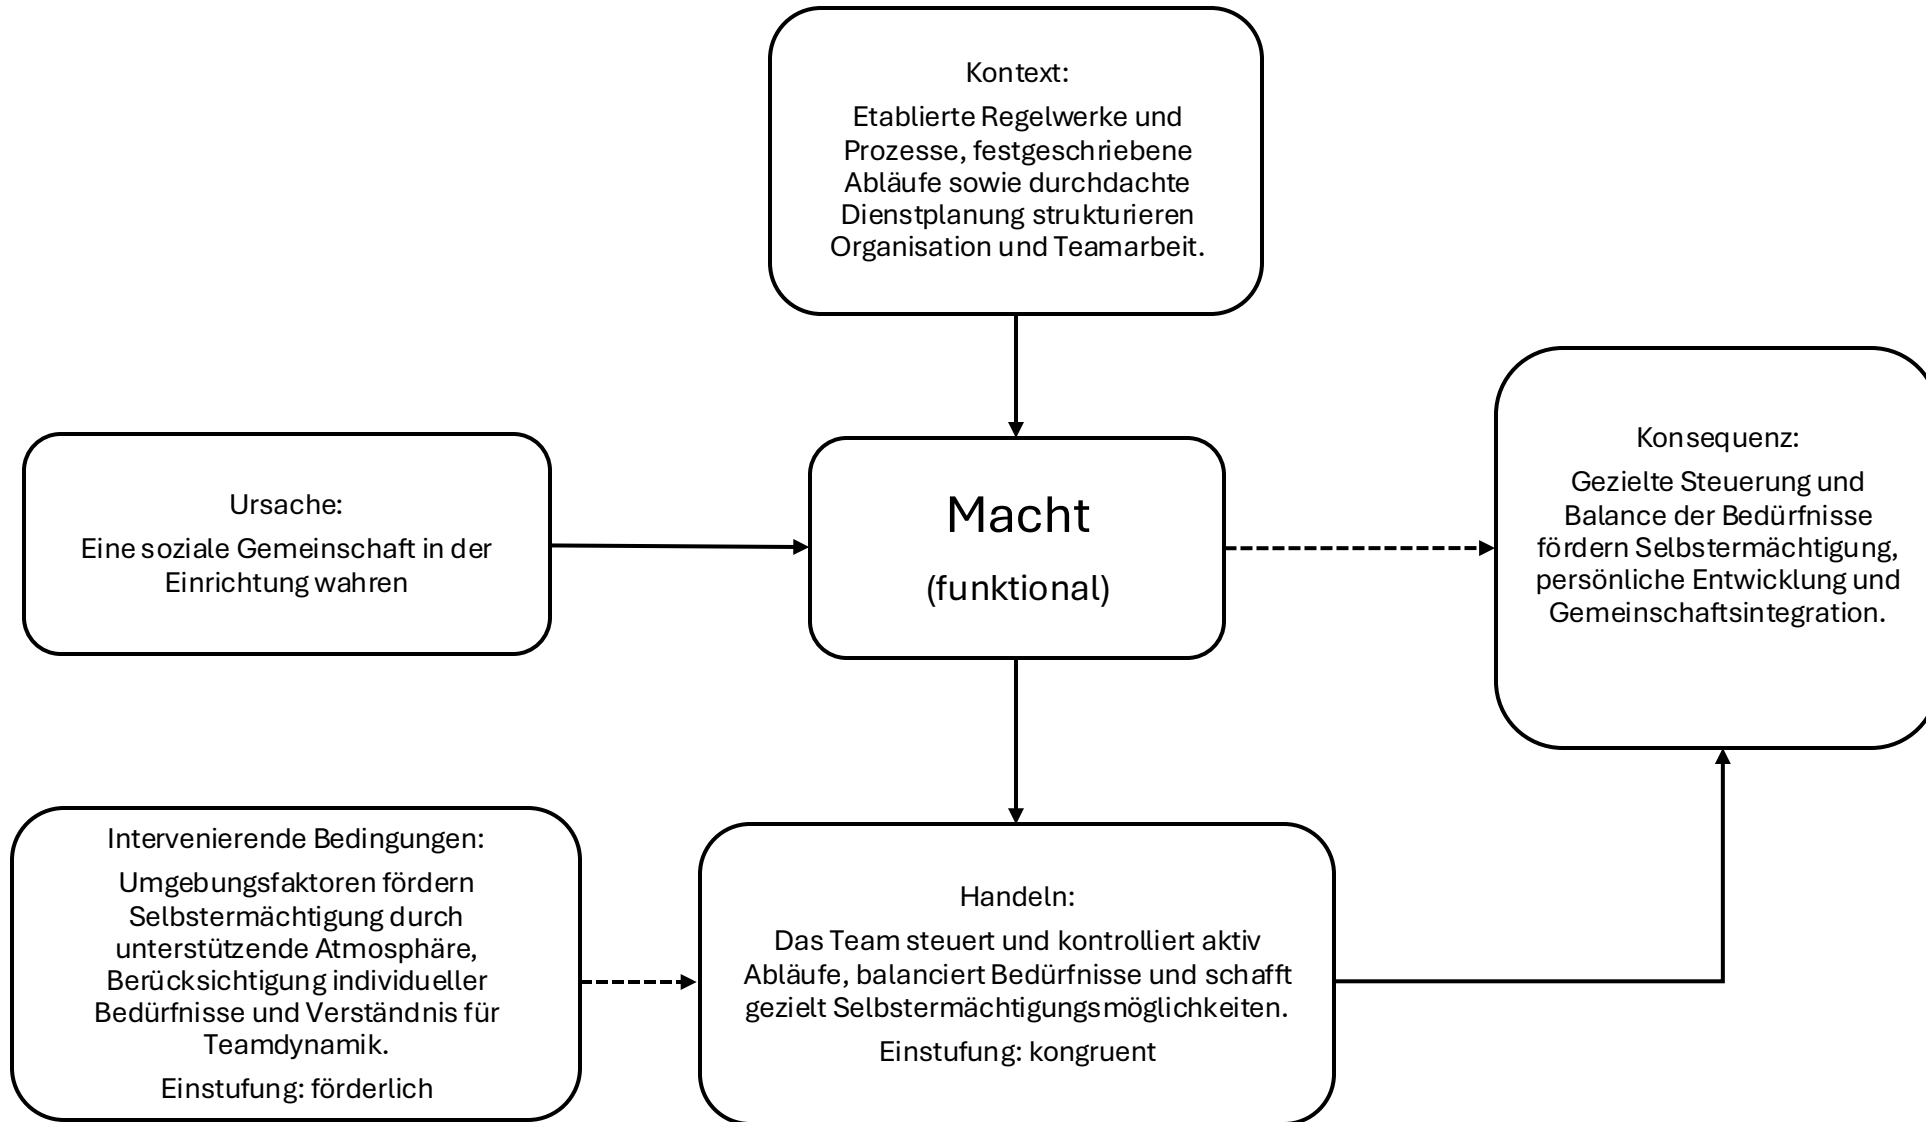 Kontext:
Etablierte Regelwerke und
Prozesse, festgeschriebene
Abläufe sowie durchdachte
Dienstplanung strukturieren
Organisation und Teamarbeit.
Ursache:
Eine soziale Gemeinschaft in der
Einrichtung wahren
Macht
(funktional)
Konsequenz:
Gezielte Steuerung und
Balance der Bedürfnisse
fördern Selbstermächtigung,
persönliche Entwicklung und
Gemeinschaftsintegration.
Intervenierende Bedingungen:
Umgebungsfaktoren fördern
Selbstermächtigung durch
unterstützende Atmosphäre,
Berücksichtigung individueller
Bedürfnisse und Verständnis für
Teamdynamik.
Einstufung: förderlich
Handeln:
Das Team steuert und kontrolliert aktiv
Abläufe, balanciert Bedürfnisse und schafft
gezielt Selbstermächtigungsmöglichkeiten.
Einstufung: kongruent